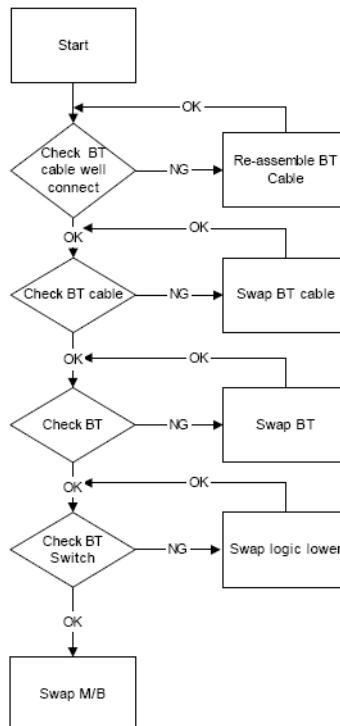 Start
OK
Check BT
cable well
connect
NG
Re-assemble BT
Cable
OK
OK
Check BT cable
NG
Swap BT cable
OK
OK
Check BT
NG
Swap BT
OK
OK
Check BT
Switch
NG
Swap logic lower
OK
Swap M/B